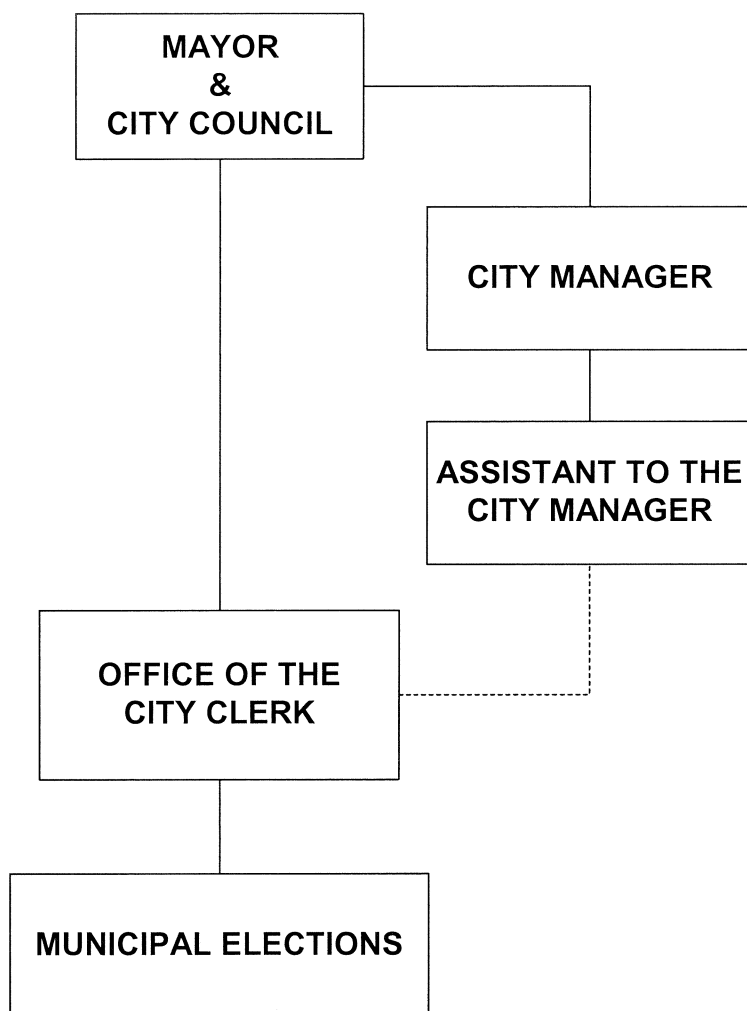 MAYOR
&
CITY COUNCIL
CITY MANAGER
ASSISTANT TO THE
CITY MANAGER
OFFICE OF THE
CITY CLERK
MUNICIPAL ELECTIONS